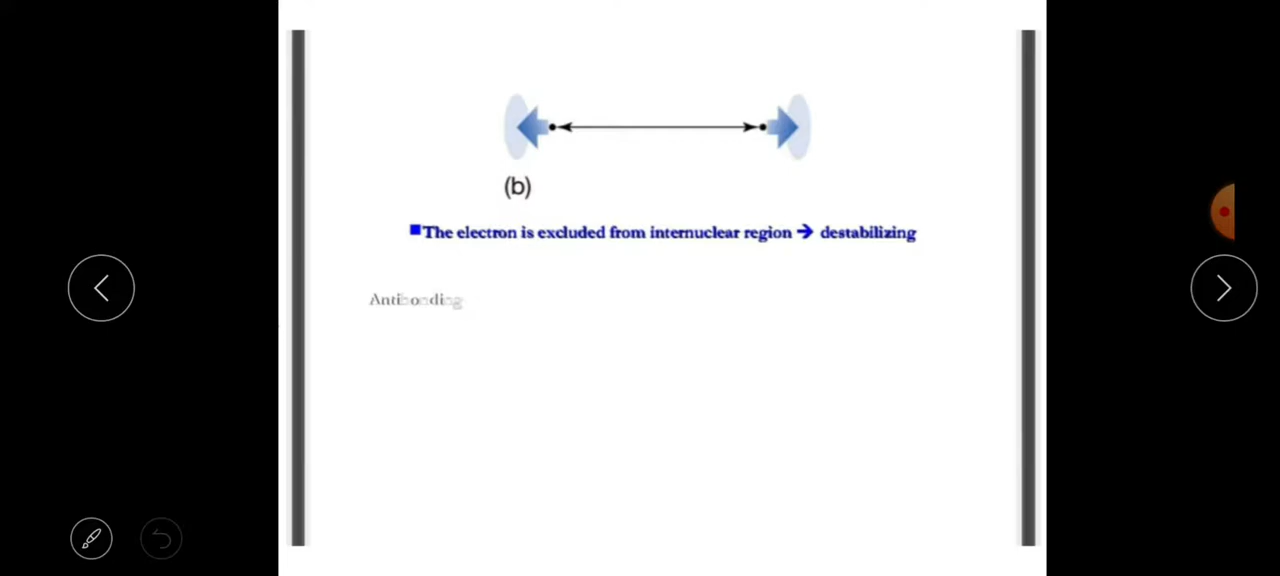 (b)
■The electron is excluded from internuclear region → destabilizing
Antibonding